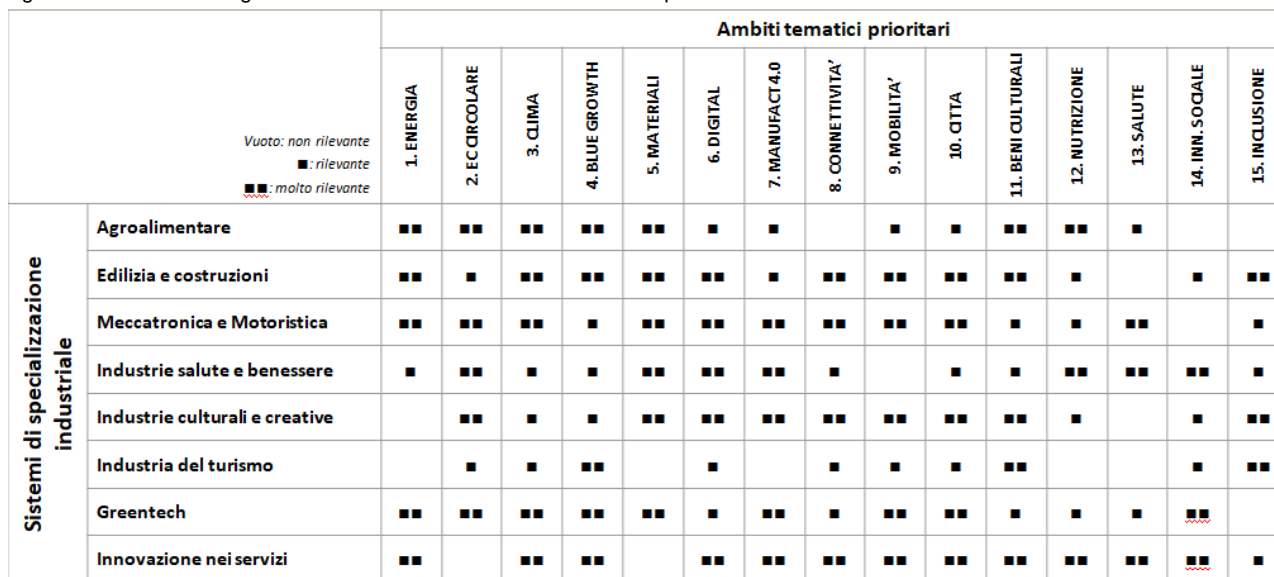 Ambiti tematici prioritari
Vuoto: non rilevante
■: rilevante
■■: molto rilevante
1. ENERGIA
2. EC CIRCOLARE
3. CLIMA
4. BLUE GROWTH
5. MATERIALI
6. DIGITAL
7. MANUFACT 4.0
8. CONNETTIVITA’
9. MOBILITA’
10. CITTA
11. BENI CULTURALI
12. NUTRIZIONE
13. SALUTE
14. INN. SOCIALE
15. INCLUSIONE
Sistemi di specializzazione
industriale
Agroalimentare ■■ ■■ ■■ ■■ ■■ ■ ■ ■ ■ ■■ ■■ ■
Edilizia e costruzioni ■■ ■ ■■ ■■ ■■ ■■ ■ ■■ ■■ ■■ ■■ ■ ■ ■■
Meccatronica e Motoristica ■■ ■■ ■■ ■ ■■ ■■ ■■ ■■ ■■ ■■ ■ ■ ■■ ■
Industrie salute e benessere ■ ■■ ■ ■ ■■ ■■ ■■ ■ ■ ■ ■■ ■■ ■■ ■
Industrie culturali e creative ■■ ■ ■ ■■ ■■ ■■ ■■ ■■ ■■ ■■ ■ ■ ■■
Industria del turismo ■ ■ ■■ ■ ■ ■ ■ ■■ ■ ■■
Greentech ■■ ■■ ■■ ■■ ■■ ■ ■■ ■ ■■ ■■ ■ ■ ■ ■■
Innovazione nei servizi ■■ ■■ ■■ ■■ ■■ ■■ ■■ ■■ ■■ ■■ ■■ ■■ ■